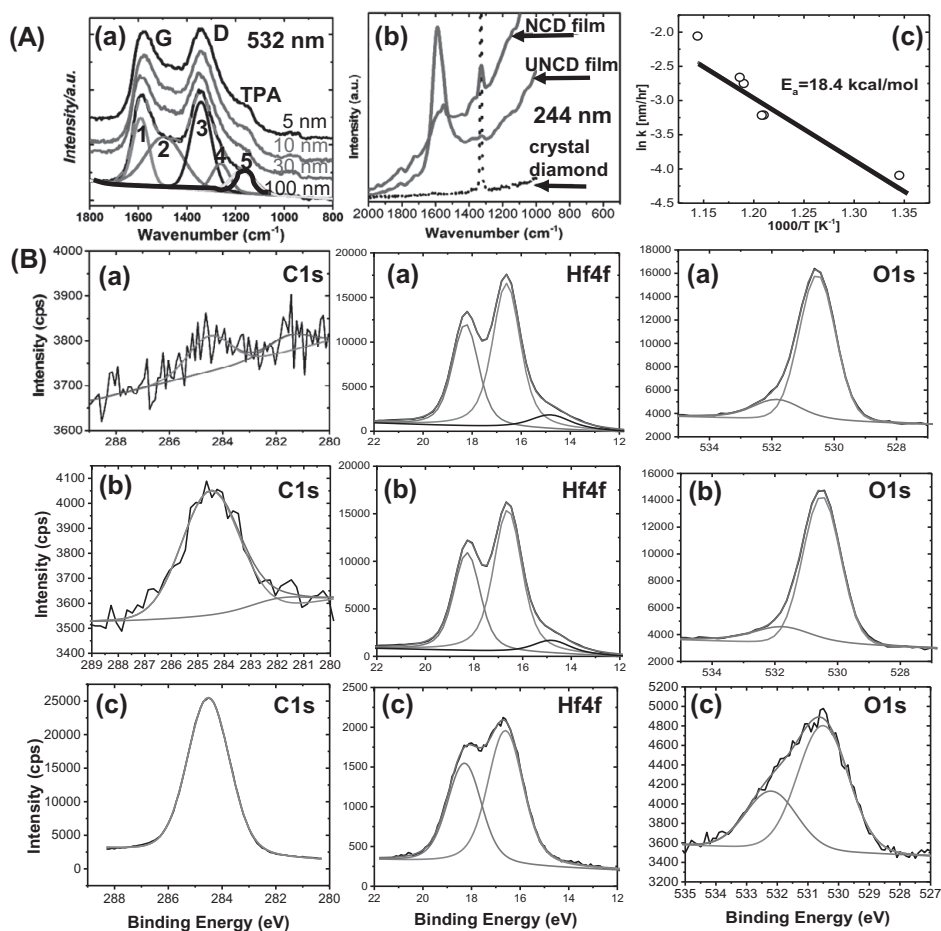 (A)
(a)
G
D
532 nm
TPA
5 nm
10 nm
30 nm
100 nm
1
2
3
4
5
Intensity/a.u.
1800 1600 1400 1200 1000 800
Wavenumber (cm-1)
(b)
NCD film
UNCD film
244 nm
crystal
diamond
Intensity (a.u.)
2000 1800 1600 1400 1200 1000 800 600
Wavenumber (cm-1)
(c)
Ea=18.4 kcal/mol
ln k [nm/hr]
-2.0
-2.5
-3.0
-3.5
-4.0
-4.5
1.15 1.20 1.25 1.30 1.35
1000/T [K-1]
(B)
(a)
C1s
Intensity (cps)
4000
3900
3800
3700
3600
288 286 284 282 280
(a)
Hf4f
20000
15000
10000
5000
0
22 20 18 16 14 12
(a)
O1s
18000
16000
14000
12000
10000
8000
6000
4000
2000
534 532 530 528
(b)
C1s
Intensity (cps)
4100
4000
3900
3800
3700
3600
3500
3400
289 288 287 286 285 284 283 282 281 280
(b)
Hf4f
20000
15000
10000
5000
0
22 20 18 16 14 12
(b)
O1s
16000
14000
12000
10000
8000
6000
4000
2000
534 532 530 528
(c)
C1s
Intensity (cps)
25000
20000
15000
10000
5000
0
288 286 284 282 280
Binding Energy (eV)
(c)
Hf4f
2500
2000
1500
1000
500
0
22 20 18 16 14 12
Binding Energy (eV)
(c)
O1s
5200
5000
4800
4600
4400
4200
4000
3800
3600
3400
3200
535 534 533 532 531 530 529 528 527
Binding Energy (eV)